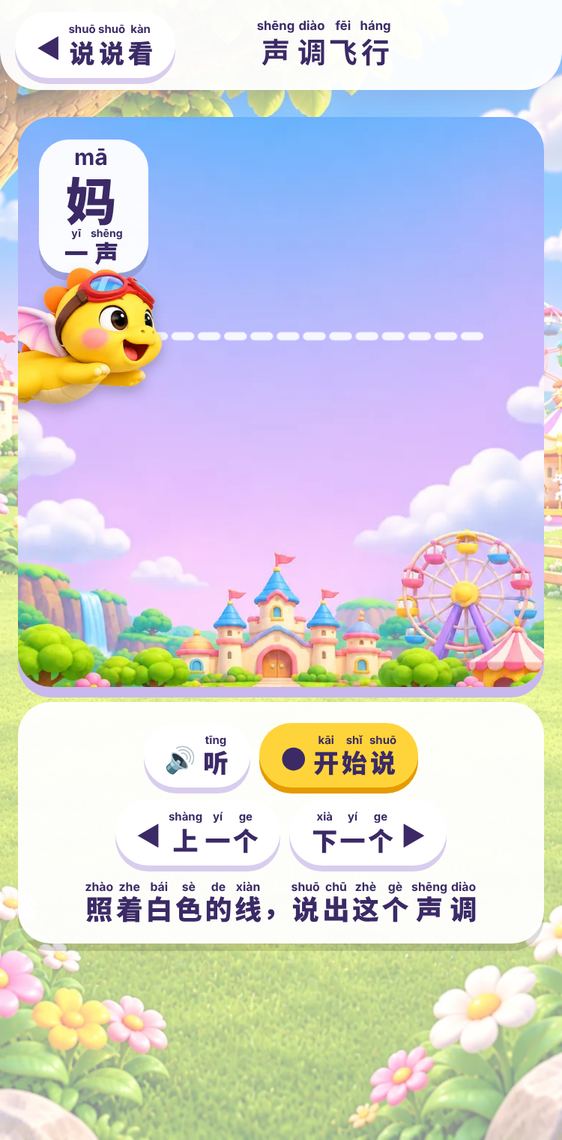 shuō shuō kàn
◀ 说说看
shēng diào fēi háng
声调飞行
mā
妈
yī shēng
一声
tīng
听
kāi shǐ shuō
开始说
shàng yí ge
◀ 上一个
xià yí ge
下一个 ▶
zhào zhe bái sè de xiàn shuō chū zhè gè shēng diào
照着白色的线，说出这个声调